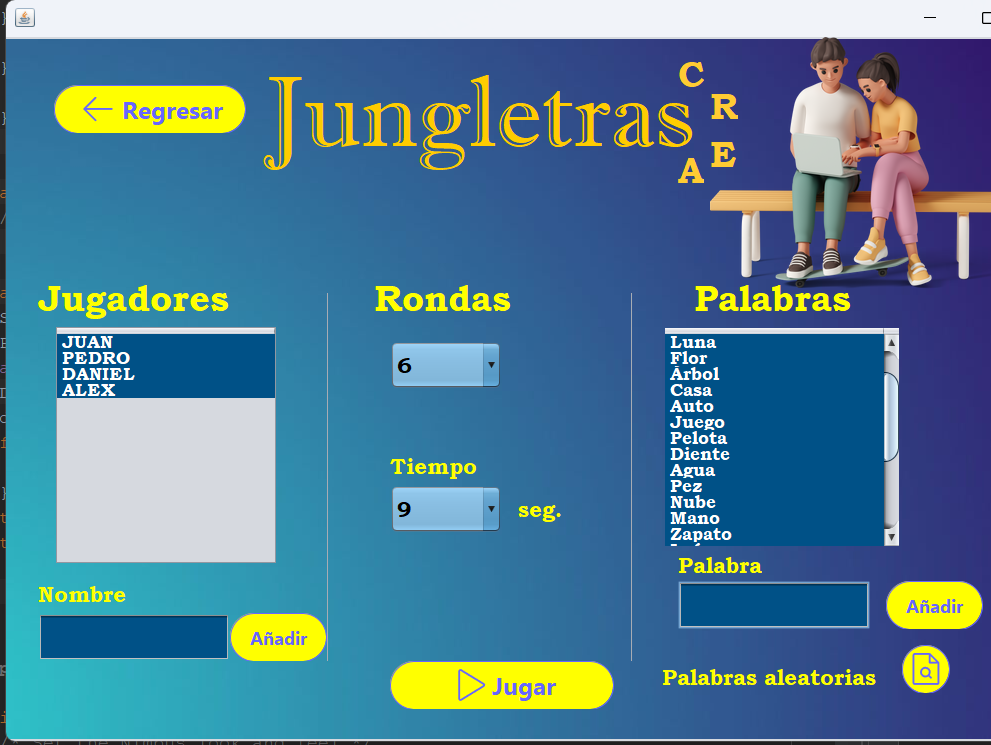 Regresar
Jungletras
C
R
E
A
Jugadores
JUAN
PEDRO
DANIEL
ALEX
Nombre
Añadir
Rondas
6
Tiempo
9 seg.
Jugar
Palabras
Luna
Flor
Árbol
Casa
Auto
Juego
Pelota
Diente
Agua
Pez
Nube
Mano
Zapato
Palabra
Añadir
Palabras aleatorias